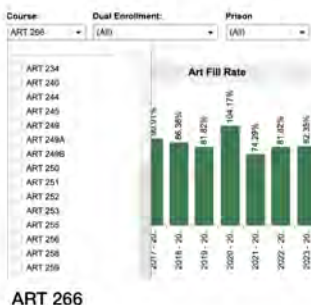 Course:
Dual Enrollment:
Prison
ART 266
(All)
(All)
ART 234
ART 240
ART 244
ART 245
ART 249
ART 249A
ART 249B
ART 250
ART 251
ART 252
ART 253
ART 255
ART 256
ART 258
ART 259
Art Fill Rate
86.36%
81.82%
104.17%
74.29%
81.82%
92.35%
2017 - 20..
2018 - 20..
2019 - 20..
2020 - 20..
2021 - 20..
2022 - 20..
2023 - 20..
ART 266